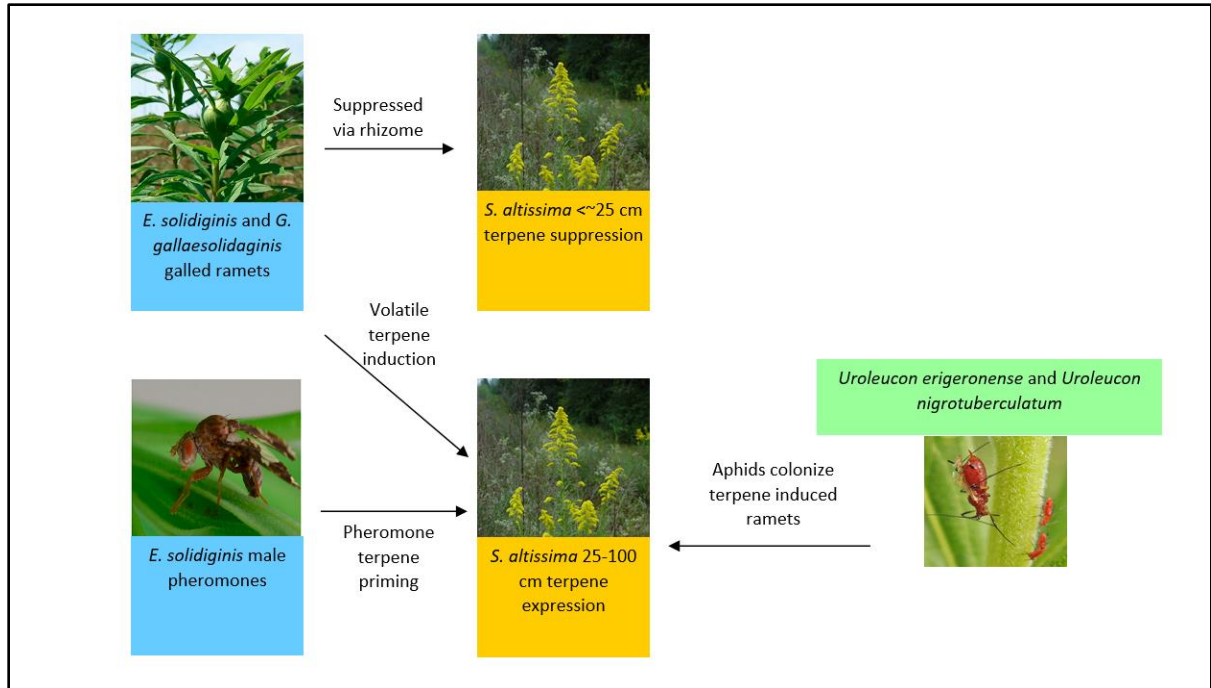 Suppressed
via rhizome
E. solidiginis and G.
gallaesolidaginis
galled ramets
S. altissima <~25 cm
terpene suppression
Volatile
terpene
induction
E. solidiginis male
pheromones
Pheromone
terpene
priming
S. altissima 25-100
cm terpene
expression
Aphids colonize
terpene induced
ramets
Uroleucon erigeronense and Uroleucon
nigrotuberculatum